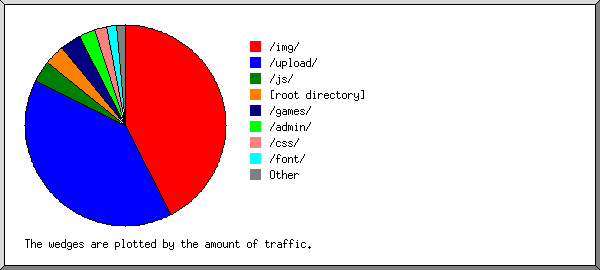 /img/
/upload/
/js/
[root directory]
/games/
/admin/
/css/
/font/
Other
The wedges are plotted by the amount of traffic.